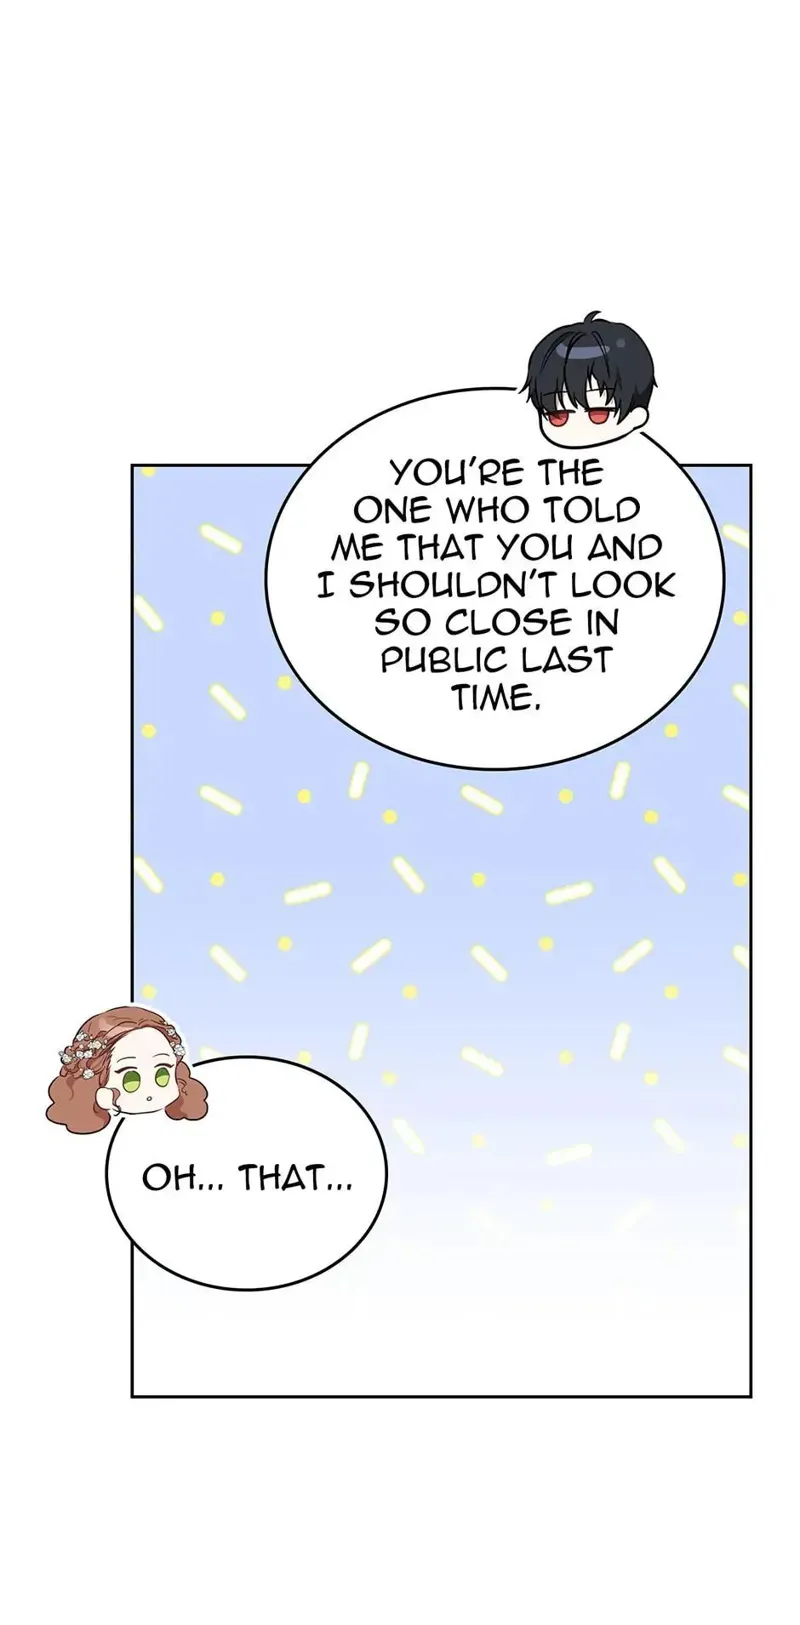 YOU'RE THE
ONE WHO TOLD
ME THAT YOU AND
I SHOULDN'T LOOK
SO CLOSE IN
PUBLIC LAST
TIME.
OH... THAT...